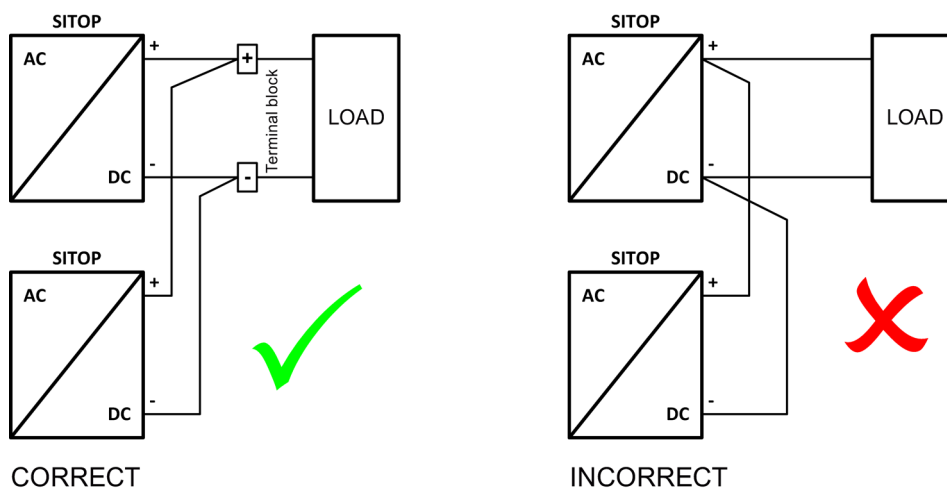 SITOP
AC
DC
+
-
+
-
Terminal block
LOAD
SITOP
AC
DC
+
-
CORRECT
SITOP
AC
DC
+
-
LOAD
SITOP
AC
DC
+
-
INCORRECT